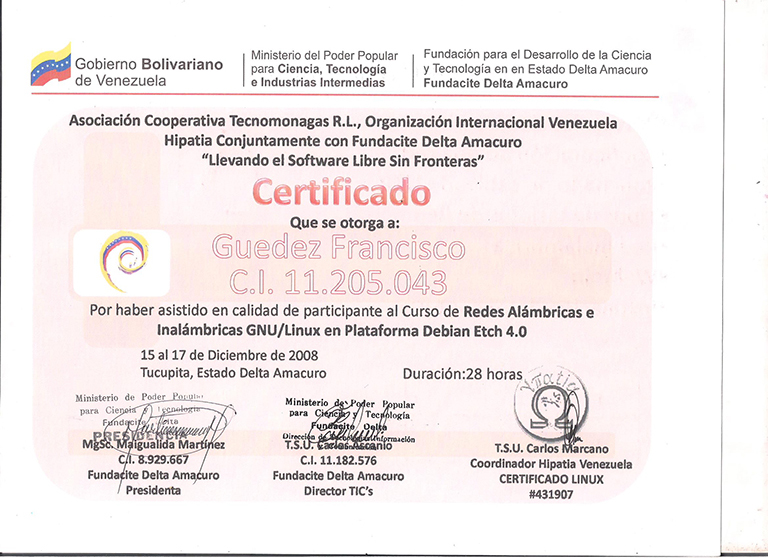 Gobierno Bolivariano
de Venezuela
Ministerio del Poder Popular
para Ciencia, Tecnología
e Industrias Intermedias
Fundación para el Desarrollo de la Ciencia
y Tecnología en en Estado Delta Amacuro
Fundacite Delta Amacuro
Asociación Cooperativa Tecnomonagas R.L., Organización Internacional Venezuela
Hipatia Conjuntamente con Fundacite Delta Amacuro
“Llevando el Software Libre Sin Fronteras”
Certificado
Que se otorga a:
Guedez Francisco
C.I. 11.205.043
Por haber asistido en calidad de participante al Curso de Redes Alámbricas e
Inalámbricas GNU/Linux en Plataforma Debian Etch 4.0
15 al 17 de Diciembre de 2008
Tucupita, Estado Delta Amacuro
Duración:28 horas
Ministerio de Poder Popular
para Ciencia y Tecnología
Fundacite
PRESIDENCIA
MgSc. Maigualida Martínez
C.I. 8.929.667
Fundacite Delta Amacuro
Presidenta
Ministerio de Poder Popular
para Ciencia y Tecnología
Fundacite Delta
Dirección de Tecnología Información
T.S.U. Carlos Ascanio
C.I. 11.182.576
Fundacite Delta Amacuro
Director TIC's
T.S.U. Carlos Marcano
Coordinador Hipatia Venezuela
CERTIFICADO LINUX
#431907